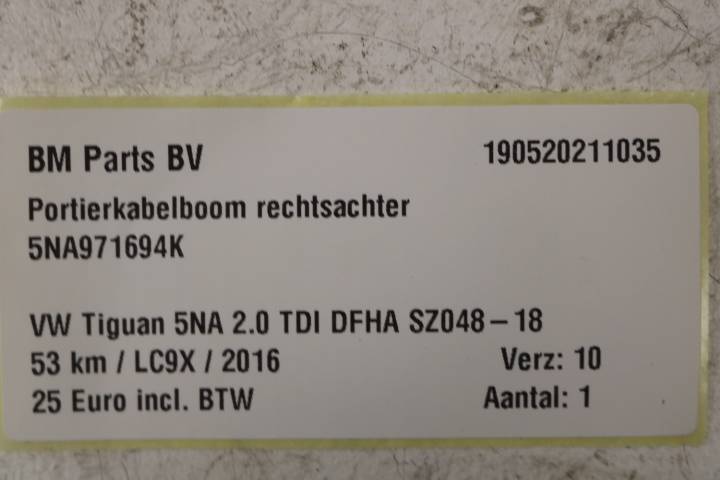 BM Parts BV 190520211035
Portierkabelboom rechtsachter
5NA971694K
VW Tiguan 5NA 2.0 TDI DFHA SZ048-18
53 km / LC9X / 2016 Verz: 10
25 Euro incl. BTW Aantal: 1